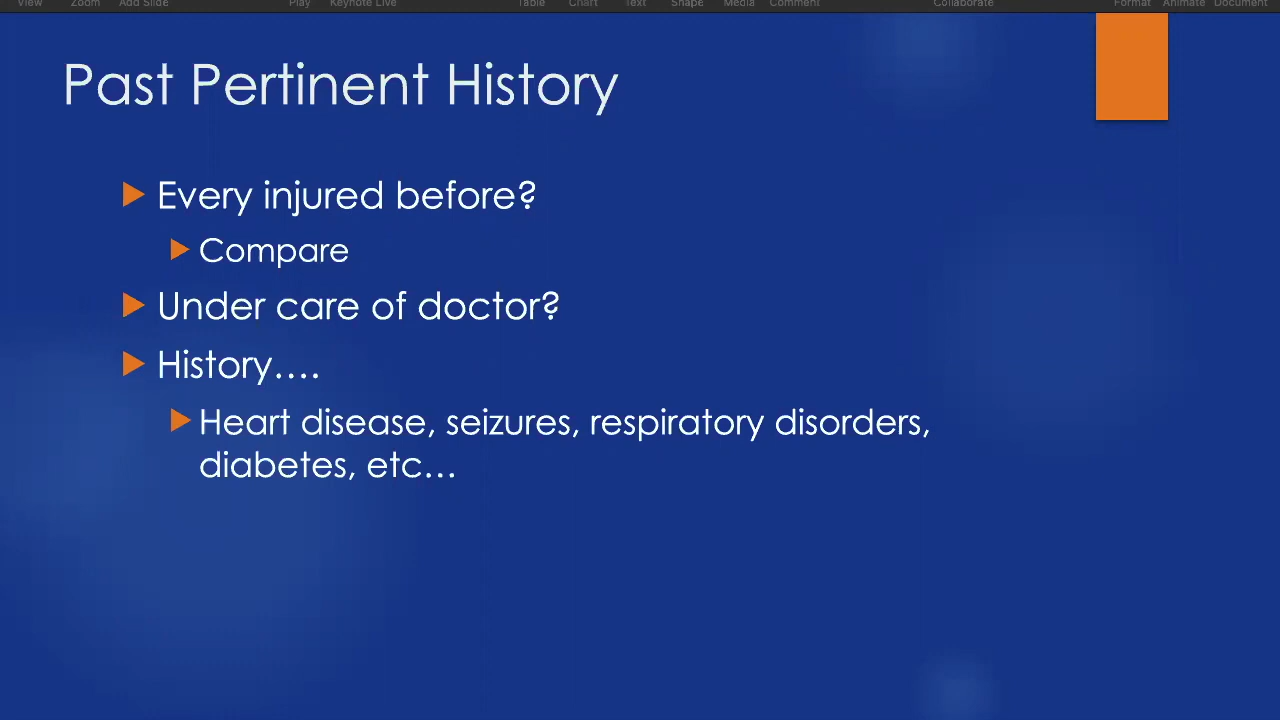 View Zoom Add Slide Play Keynote Live Table Chart Text Shape Media Comment Collaborate Format Animate Document
Past Pertinent History
Every injured before?
Compare
Under care of doctor?
History....
Heart disease, seizures, respiratory disorders,
diabetes, etc...